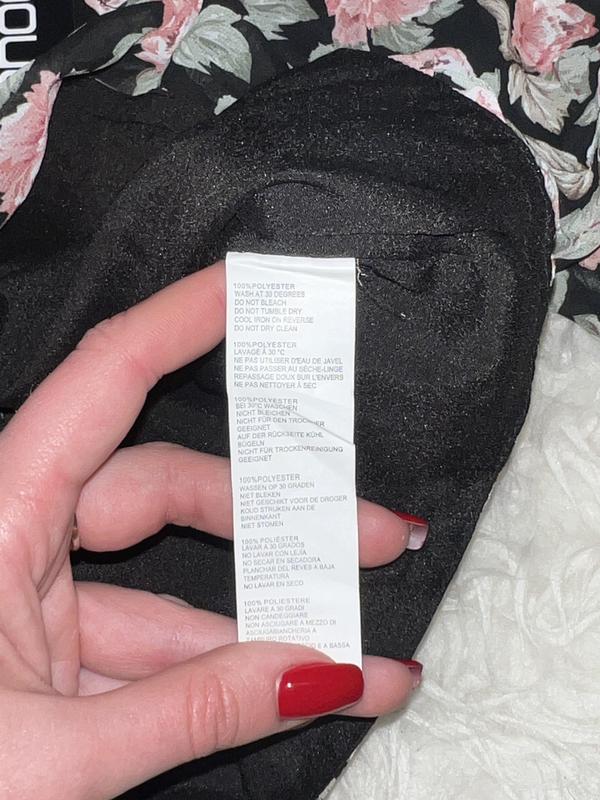 100%POLYESTER
WASH AT 30 DEGREES
DO NOT BLEACH
DO NOT TUMBLE DRY
COOL IRON ON REVERSE
DO NOT DRY CLEAN
100%POLYESTER
LAVAGE À 30 °C
NE PAS UTILISER D'EAU DE JAVEL
NE PAS PASSER AU SÈCHE-LINGE
REPASSAGE DOUX SUR L'ENVERS
NE PAS NETTOYER À SEC
100%POLYESTER
SEI 30°C WASCHEN
NICHT BLEICHEN
NICHT FÜR DEN TROCKNER
GEEIGNET
AUF DER RÜCKSEITE KÜHL
BÜGELN
NICHT FÜR TROCKENREINIGUNG
GEEIGNET
100%POLYESTER
WASSEN OP 30 GRADEN
NIET BLEKEN
NIET GESCHIKT VOOR DE DROGER
KOUD STRIJKEN AAN DE
BINNENKANT
NIET STOMEN
100% POLIÉSTER
LAVAR A 30 GRADOS
NO LAVAR CON LEJÍA
NO SECAR EN SECADORA
PLANCHAR DEL REVÉS A BAJA
TEMPERATURA
NO LAVAR EN SECO
100% POLIESTERE
LAVARE A 30 GRADI
NON CANDEGGIARE
NON ASCIUGARE A MEZZO DI
ASCIUGABIANCHERIA A
TAMBURO ROTATIVO
E A BASSA